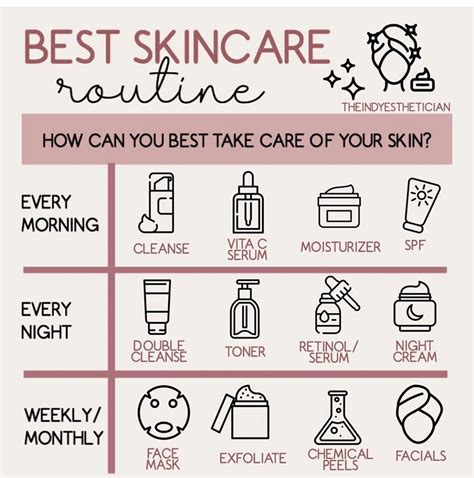 BEST SKINCARE
routine
THEINDYESTHETICIAN
HOW CAN YOU BEST TAKE CARE OF YOUR SKIN?
EVERY
MORNING
CLEANSE
VITA C
SERUM
MOISTURIZER
SPF
EVERY
NIGHT
DOUBLE
CLEANSE
TONER
RETINOL/
SERUM
NIGHT
CREAM
WEEKLY/
MONTHLY
FACE
MASK
EXFOLIATE
CHEMICAL
PEELS
FACIALS